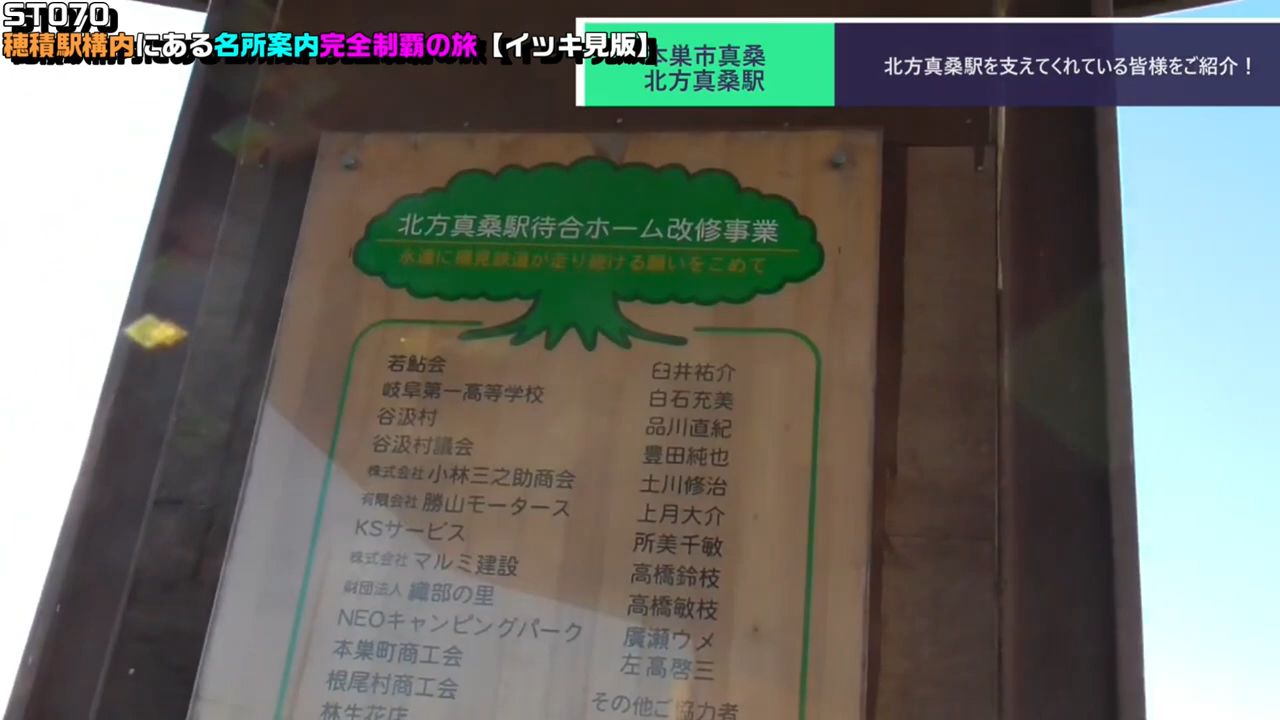 ST070
穂積駅構内にある名所案内完全制覇の旅【イッキ見版】
本巣市真桑
北方真桑駅
北方真桑駅を支えてくれている皆様をご紹介！
北方真桑駅待合ホーム改修事業
永遠に樽見鉄道が走り続ける願いをこめて
若鮎会
岐阜第一高等学校
谷汲村
谷汲村議会
株式会社 小林三之助商会
有限会社 勝山モータース
KSサービス
株式会社 マルミ建設
財団法人 織部の里
NEOキャンピングパーク
本巣町商工会
根尾村商工会
林生花店
臼井祐介
白石充美
品川直紀
豊田純也
土川修治
上月大介
所美千敏
高橋鈴枝
高橋敏枝
廣瀬ウメ
左高啓三
その他ご協力者